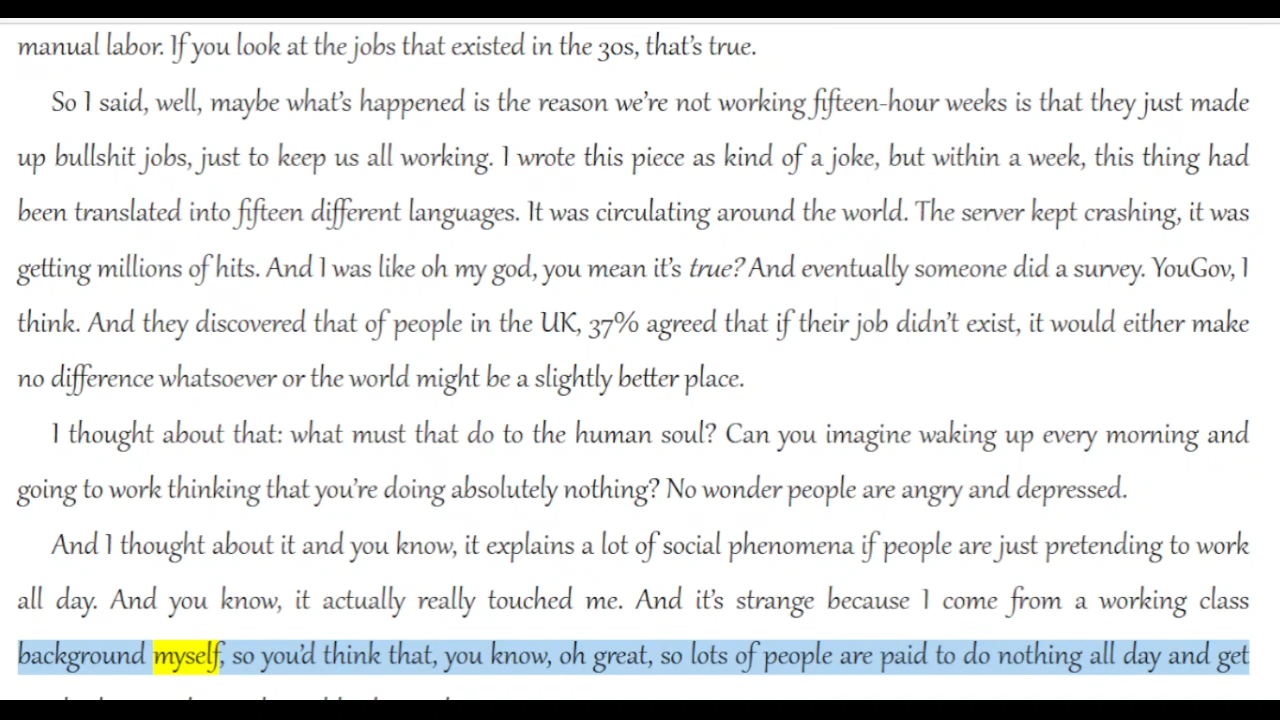 manual labor. If you look at the jobs that existed in the 30s, that's true.
So I said, well, maybe what's happened is the reason we're not working fifteen-hour weeks is that they just made
up bullshit jobs, just to keep us all working. I wrote this piece as kind of a joke, but within a week, this thing had
been translated into fifteen different languages. It was circulating around the world. The server kept crashing, it was
getting millions of hits. And I was like oh my god, you mean it's true? And eventually someone did a survey. YouGov, I
think. And they discovered that of people in the UK, 37% agreed that if their job didn't exist, it would either make
no difference whatsoever or the world might be a slightly better place.
I thought about that: what must that do to the human soul? Can you imagine waking up every morning and
going to work thinking that you're doing absolutely nothing? No wonder people are angry and depressed.
And I thought about it and you know, it explains a lot of social phenomena if people are just pretending to work
all day. And you know, it actually really touched me. And it's strange because I come from a working class
background myself, so you'd think that, you know, oh great, so lots of people are paid to do nothing all day and get